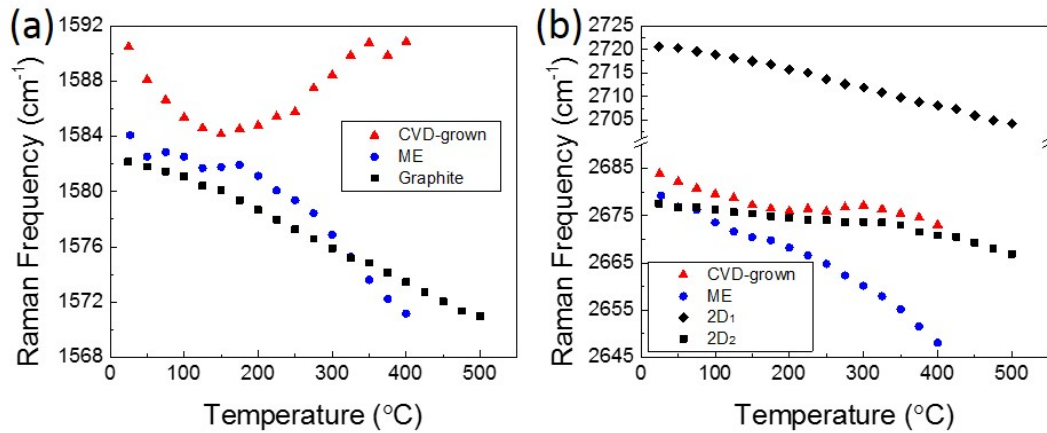 (a)
Raman Frequency (cm⁻¹)
1592
1588
1584
1580
1576
1572
1568
CVD-grown
ME
Graphite
0 100 200 300 400 500
Temperature (°C)
(b)
Raman Frequency (cm⁻¹)
2725
2720
2715
2710
2705
2685
2675
2665
2655
2645
CVD-grown
ME
2D₁
2D₂
0 100 200 300 400 500
Temperature (°C)